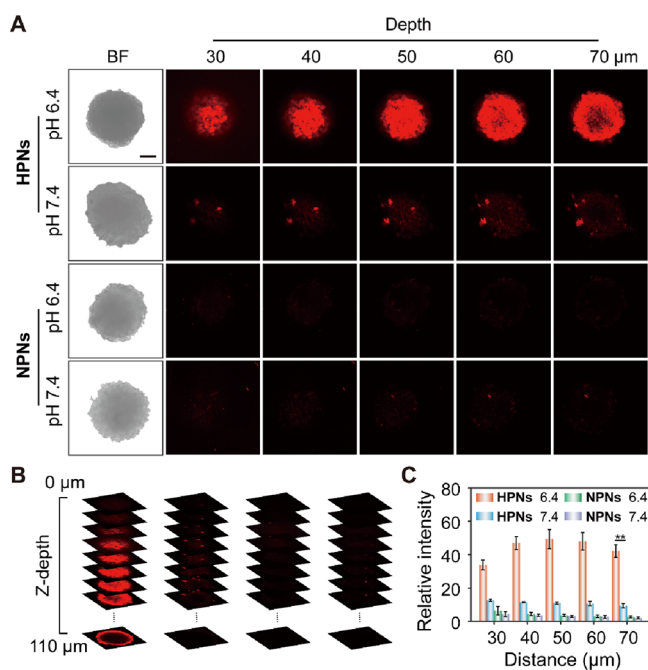 A
Depth
BF
30
40
50
60
70 μm
HPNs
pH 6.4
pH 7.4
NPNs
pH 6.4
pH 7.4
B
0 μm
Z-depth
110 μm
C
HPNs 6.4 NPNs 6.4
HPNs 7.4 NPNs 7.4
Relative intensity
80
60
40
20
0
**
30 40 50 60 70
Distance (μm)